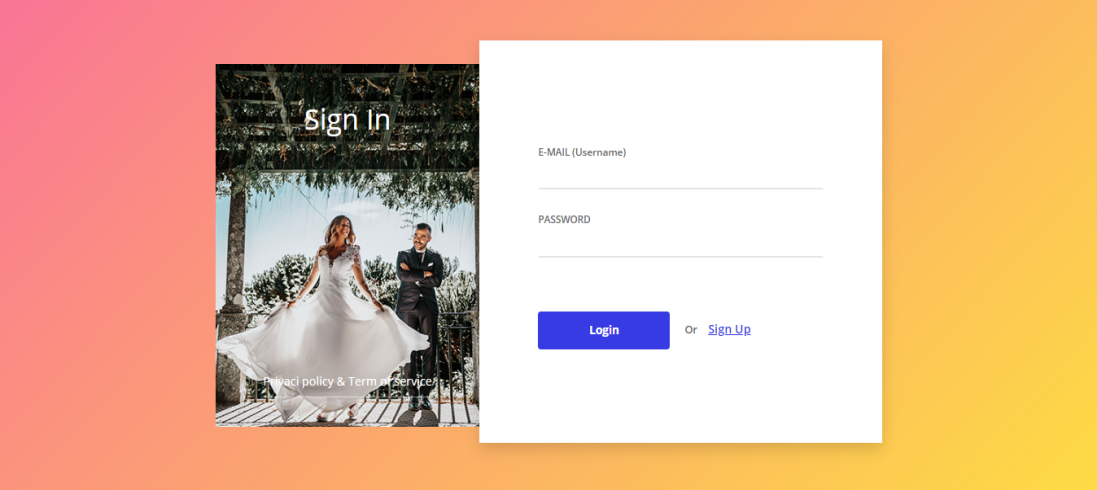 Sign In
E-MAIL (Username)
PASSWORD
Login Or Sign Up
Privaci policy & Term of service.